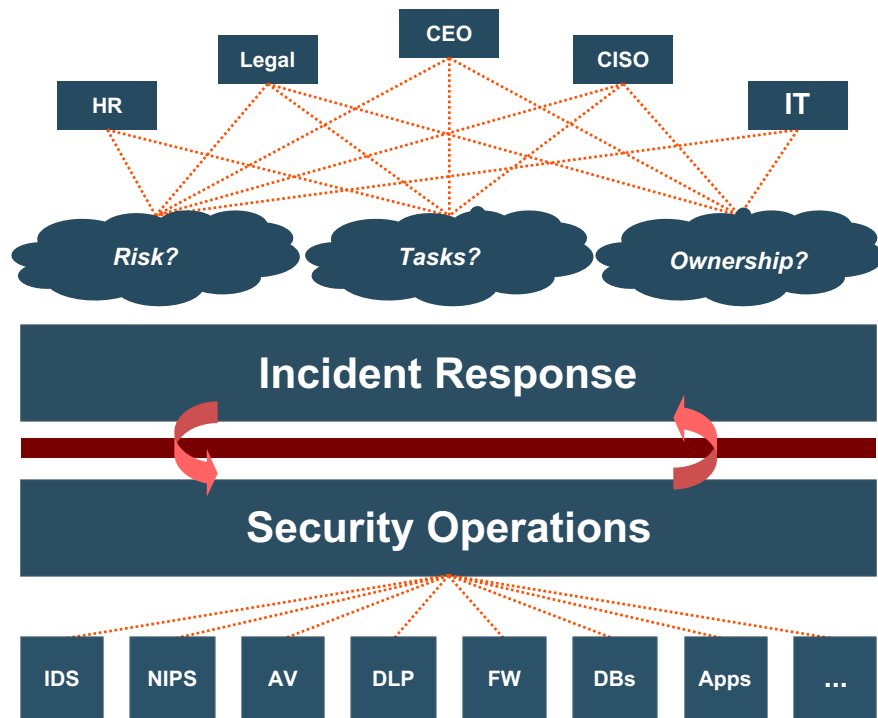 CEO
Legal
CISO
HR
IT
Risk?
Tasks?
Ownership?
Incident Response
Security Operations
IDS
NIPS
AV
DLP
FW
DBs
Apps
...